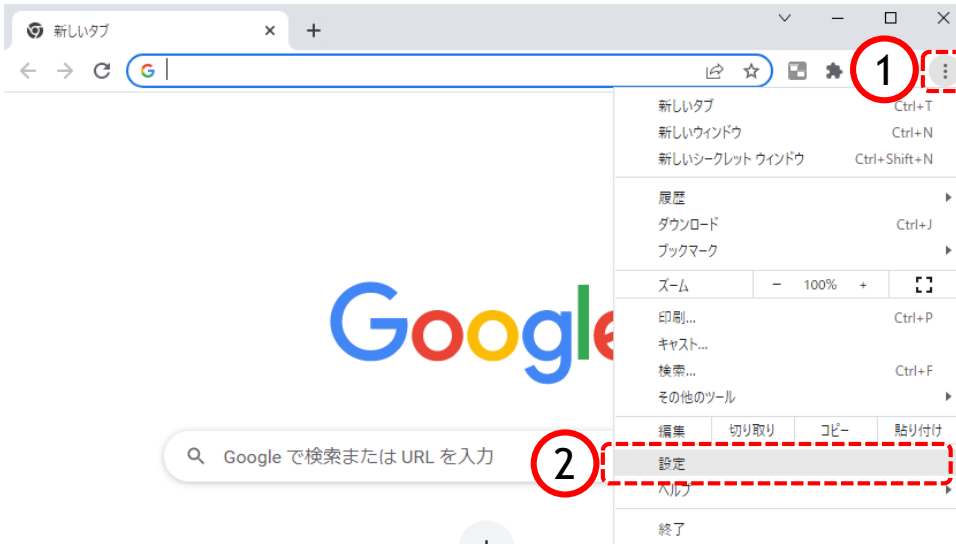 新しいタブ
G
1
新しいタブ Ctrl+T
新しいウィンドウ Ctrl+N
新しいシークレット ウィンドウ Ctrl+Shift+N
履歴
ダウンロード Ctrl+J
ブックマーク
ズーム − 100% +
印刷... Ctrl+P
キャスト...
検索... Ctrl+F
その他のツール
編集 切り取り コピー 貼り付け
2 設定
ヘルプ
終了
Google
Google で検索または URL を入力